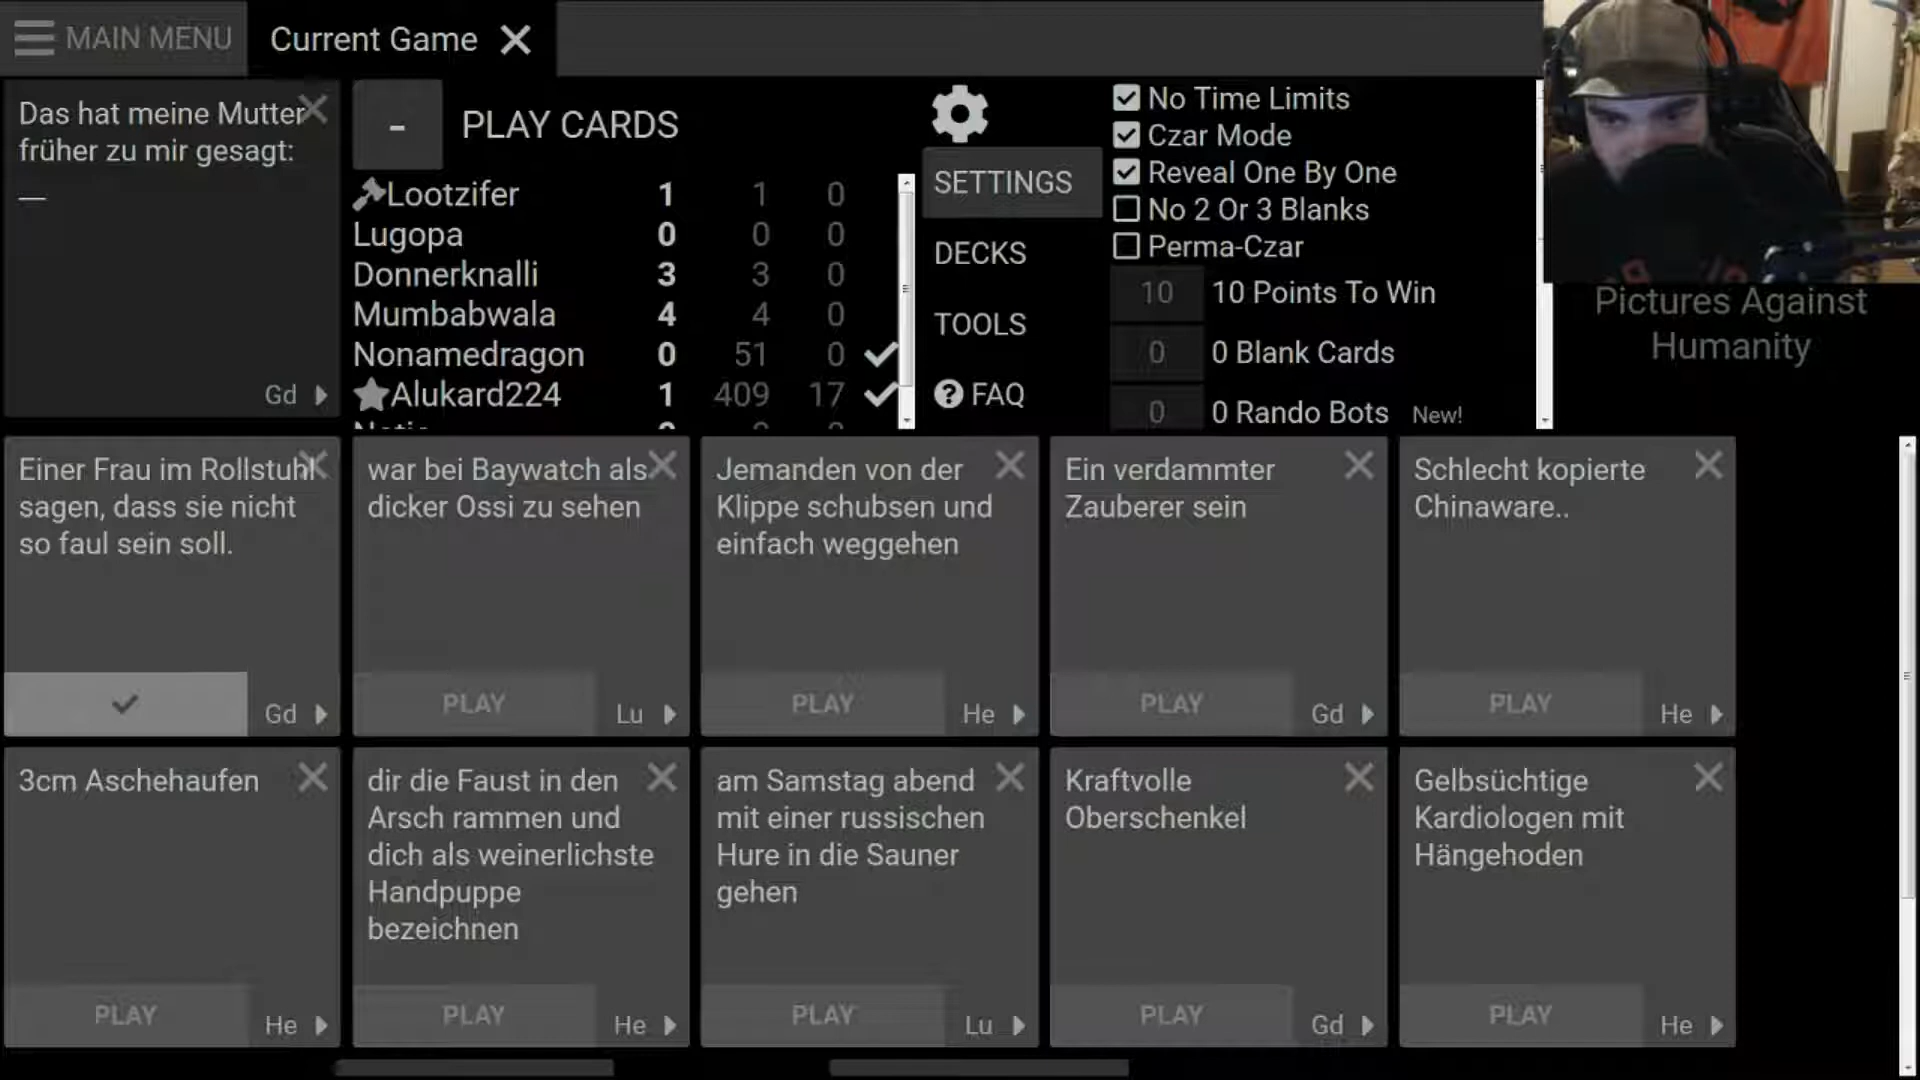 MAIN MENU
Current Game
Das hat meine Mutter
früher zu mir gesagt:
__
Gd
-
PLAY CARDS
Lootzifer 1 1 0
Lugopa 0 0 0
Donnerknalli 3 3 0
Mumbabwala 4 4 0
Nonamedragon 0 51 0
Alukard224 1 409 17
SETTINGS
DECKS
TOOLS
? FAQ
No Time Limits
Czar Mode
Reveal One By One
No 2 Or 3 Blanks
Perma-Czar
10 10 Points To Win
0 0 Blank Cards
0 0 Rando Bots New!
Pictures Against
Humanity
Einer Frau im Rollstuhl
sagen, dass sie nicht
so faul sein soll.
Gd
war bei Baywatch als
dicker Ossi zu sehen
PLAY
Lu
Jemanden von der
Klippe schubsen und
einfach weggehen
PLAY
He
Ein verdammter
Zauberer sein
PLAY
Gd
Schlecht kopierte
Chinaware..
PLAY
He
3cm Aschehaufen
PLAY
He
dir die Faust in den
Arsch rammen und
dich als weinerlichste
Handpuppe
bezeichnen
PLAY
He
am Samstag abend
mit einer russischen
Hure in die Sauner
gehen
PLAY
Lu
Kraftvolle
Oberschenkel
PLAY
Gd
Gelbsüchtige
Kardiologen mit
Hängehoden
PLAY
He